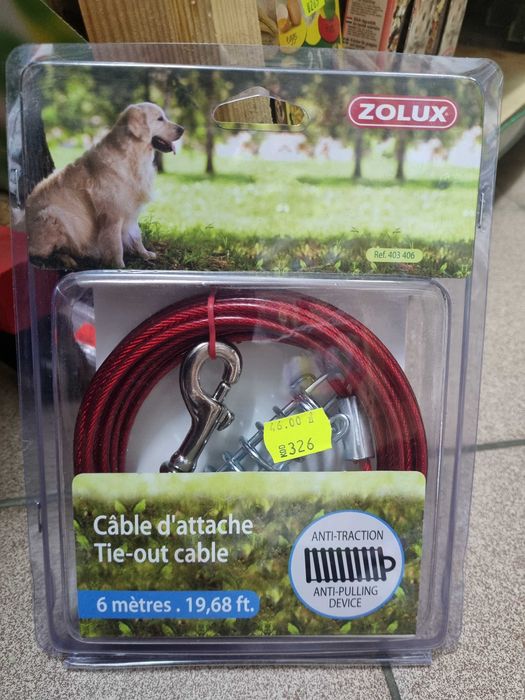 ZOLUX
Ref. 403 406
KOD 326
Câble d'attache
Tie-out cable
6 mètres . 19,68 ft.
ANTI-TRACTION
ANTI-PULLING
DEVICE